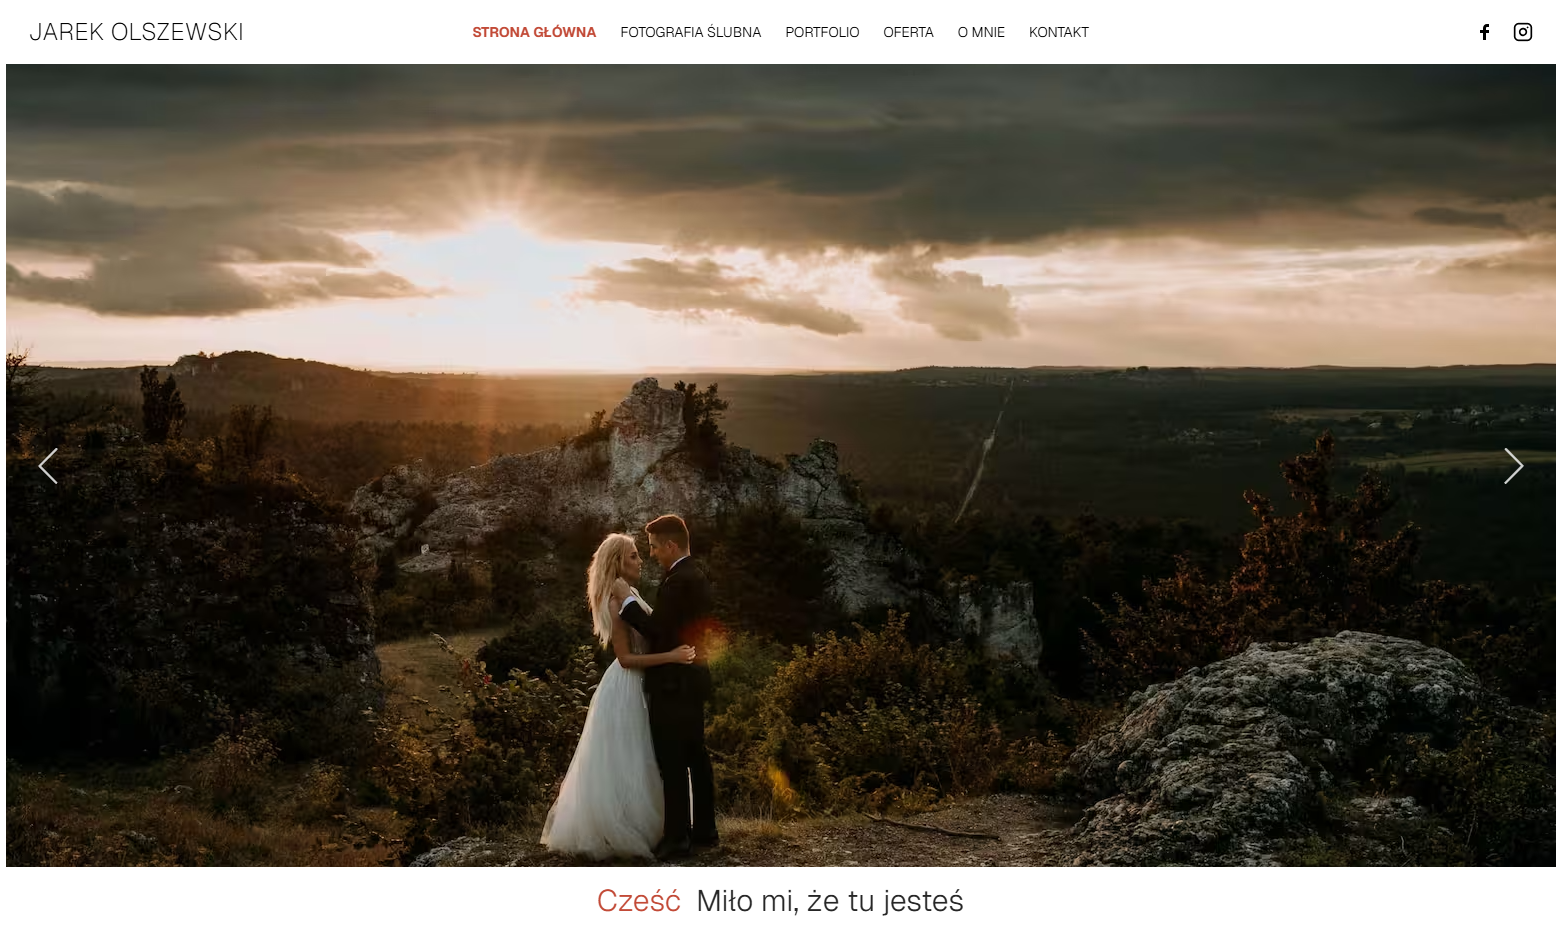 JAREK OLSZEWSKI
STRONA GŁÓWNA FOTOGRAFIA ŚLUBNA PORTFOLIO OFERTA O MNIE KONTAKT
Cześć Miło mi, że tu jesteś